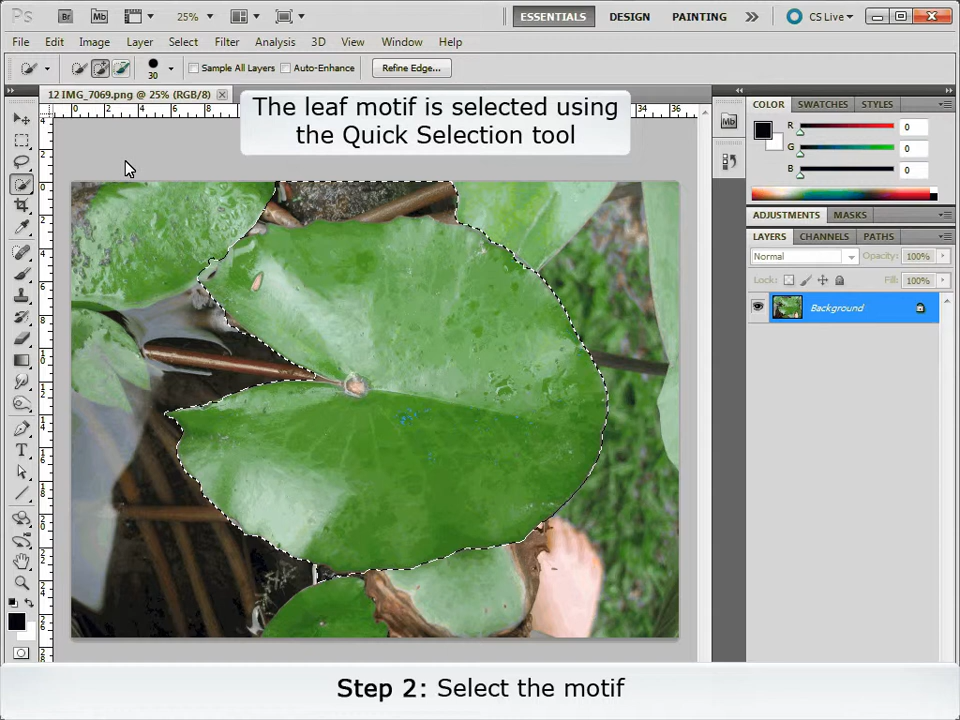 Ps Br Mb 25% ESSENTIALS DESIGN PAINTING CS Live
File Edit Image Layer Select Filter Analysis 3D View Window Help
30 Sample All Layers Auto-Enhance Refine Edge...
12 IMG_7069.png @ 25% (RGB/8)
The leaf motif is selected using
the Quick Selection tool
COLOR SWATCHES STYLES
Mb
R 0
G 0
B 0
ADJUSTMENTS MASKS
LAYERS CHANNELS PATHS
Normal Opacity: 100%
Lock: Fill: 100%
Background
Step 2: Select the motif